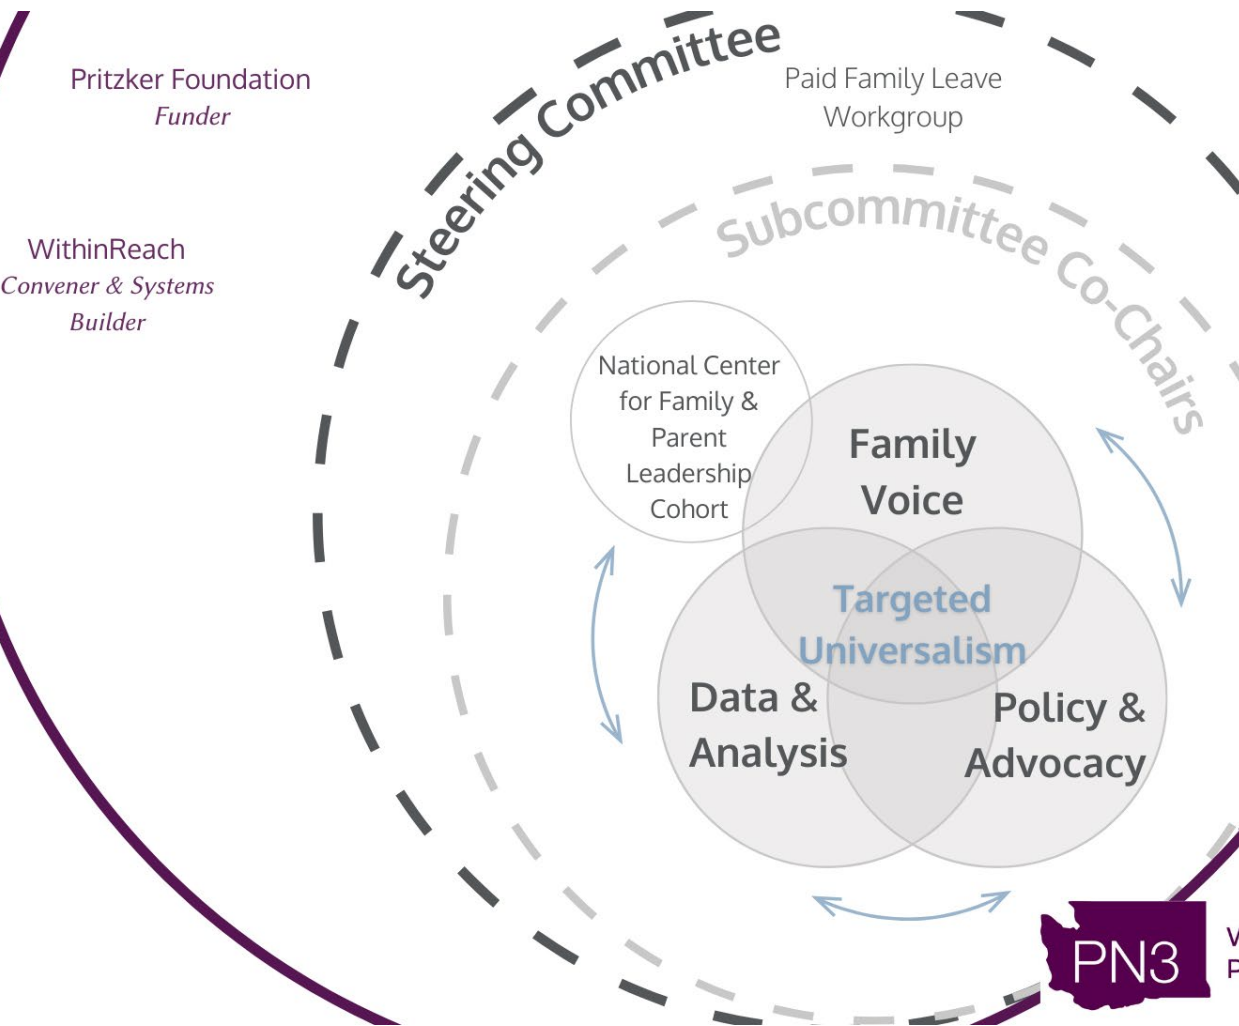 Pritzker Foundation
Funder
WithinReach
Convener & Systems
Builder
Steering Committee
Paid Family Leave
Workgroup
Subcommittee Co-Chairs
National Center
for Family &
Parent
Leadership
Cohort
Family
Voice
Targeted
Universalism
Data &
Analysis
Policy &
Advocacy
PN3